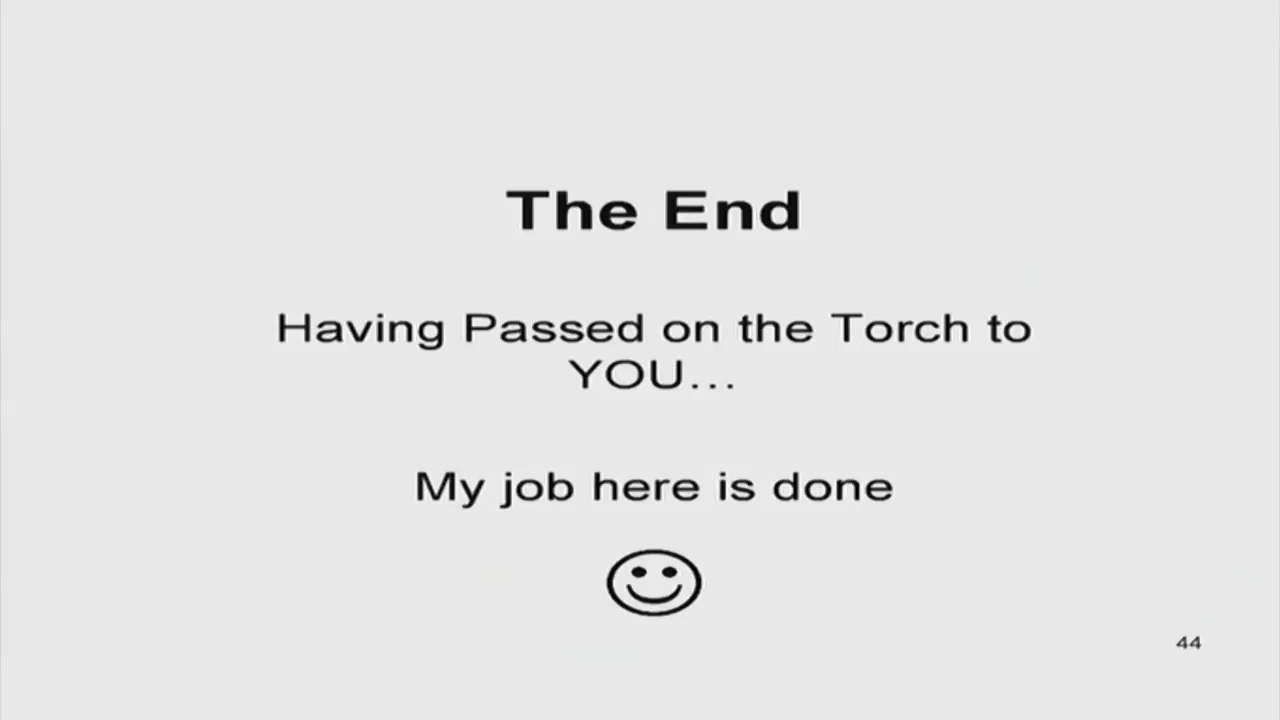 The End
Having Passed on the Torch to
YOU...
My job here is done
44